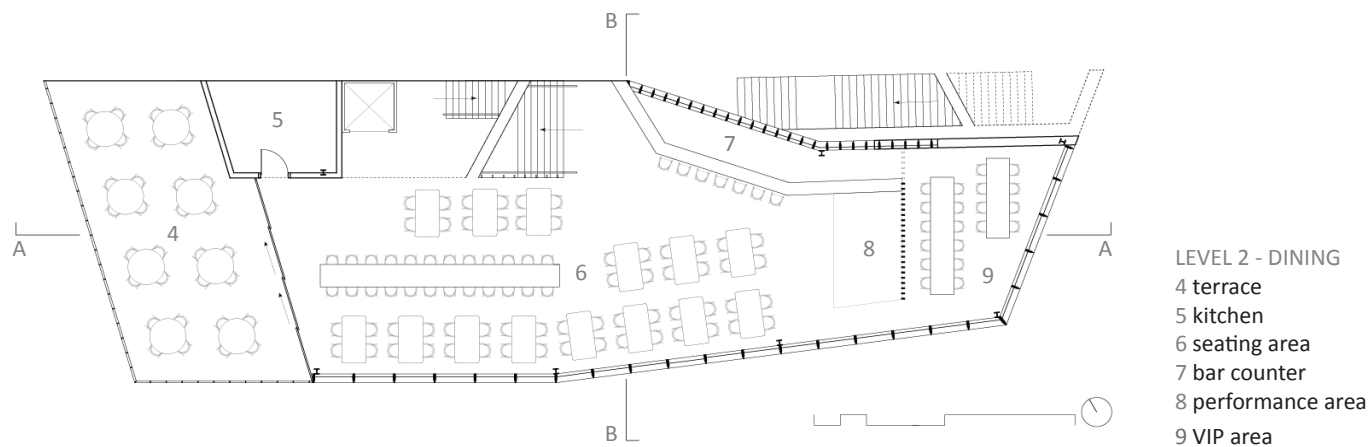 B
5
7
A
4
6
8
9
A
B
LEVEL 2 - DINING
4 terrace
5 kitchen
6 seating area
7 bar counter
8 performance area
9 VIP area